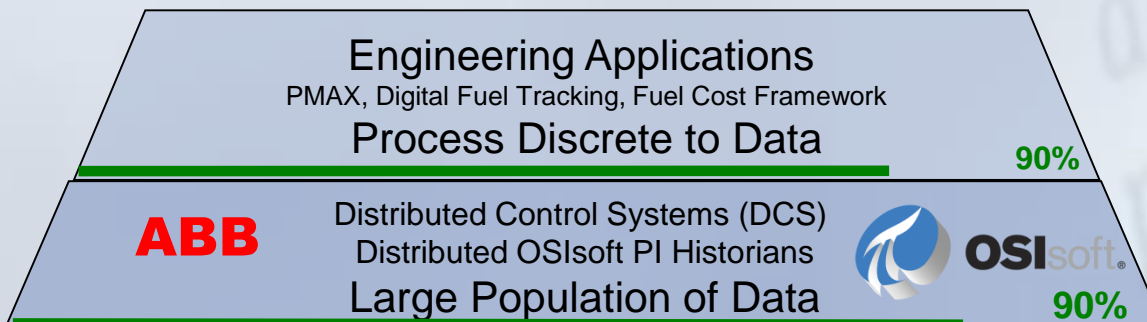 Engineering Applications
PMAX, Digital Fuel Tracking, Fuel Cost Framework
Process Discrete to Data
90%
ABB
Distributed Control Systems (DCS)
Distributed OSIsoft PI Historians
OSIsoft®
Large Population of Data
90%